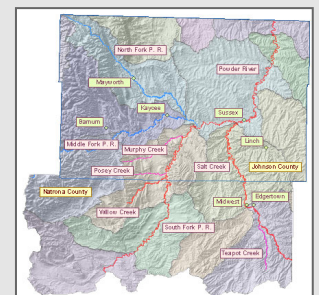 North Fork P. R.
Powder River
Mayworth
Kaycee
Sussex
Barnum
Linch
Middle Fork P. R.
Murphy Creek
Posey Creek
Salt Creek
Johnson County
Natrona County
Edgertown
Midwest
Willow Creek
South Fork P. R.
Teapot Creek